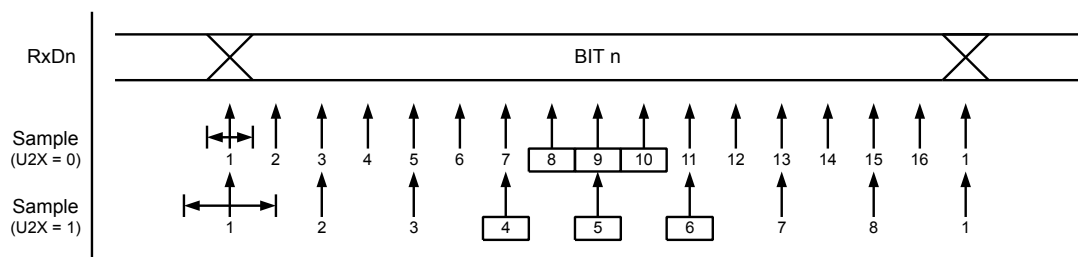 RxDn BIT n
Sample
(U2X = 0)
1 2 3 4 5 6 7 8 9 10 11 12 13 14 15 16 1
Sample
(U2X = 1)
1 2 3 4 5 6 7 8 1